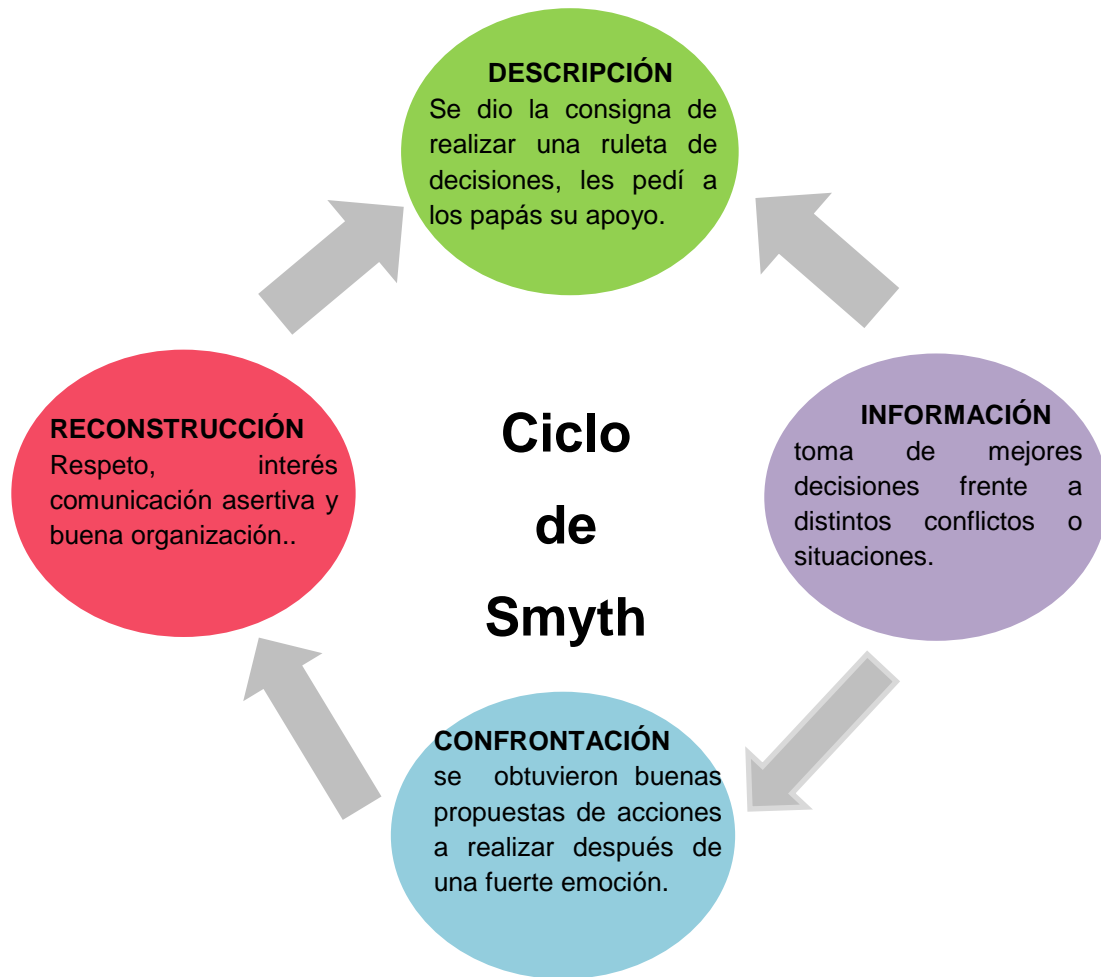 DESCRIPCIÓN
Se dio la consigna de
realizar una ruleta de
decisiones, les pedí a
los papás su apoyo.
INFORMACIÓN
toma de mejores
decisiones frente a
distintos conflictos o
situaciones.
CONFRONTACIÓN
se obtuvieron buenas
propuestas de acciones
a realizar después de
una fuerte emoción.
RECONSTRUCCIÓN
Respeto, interés
comunicación asertiva y
buena organización..
Ciclo
de
Smyth